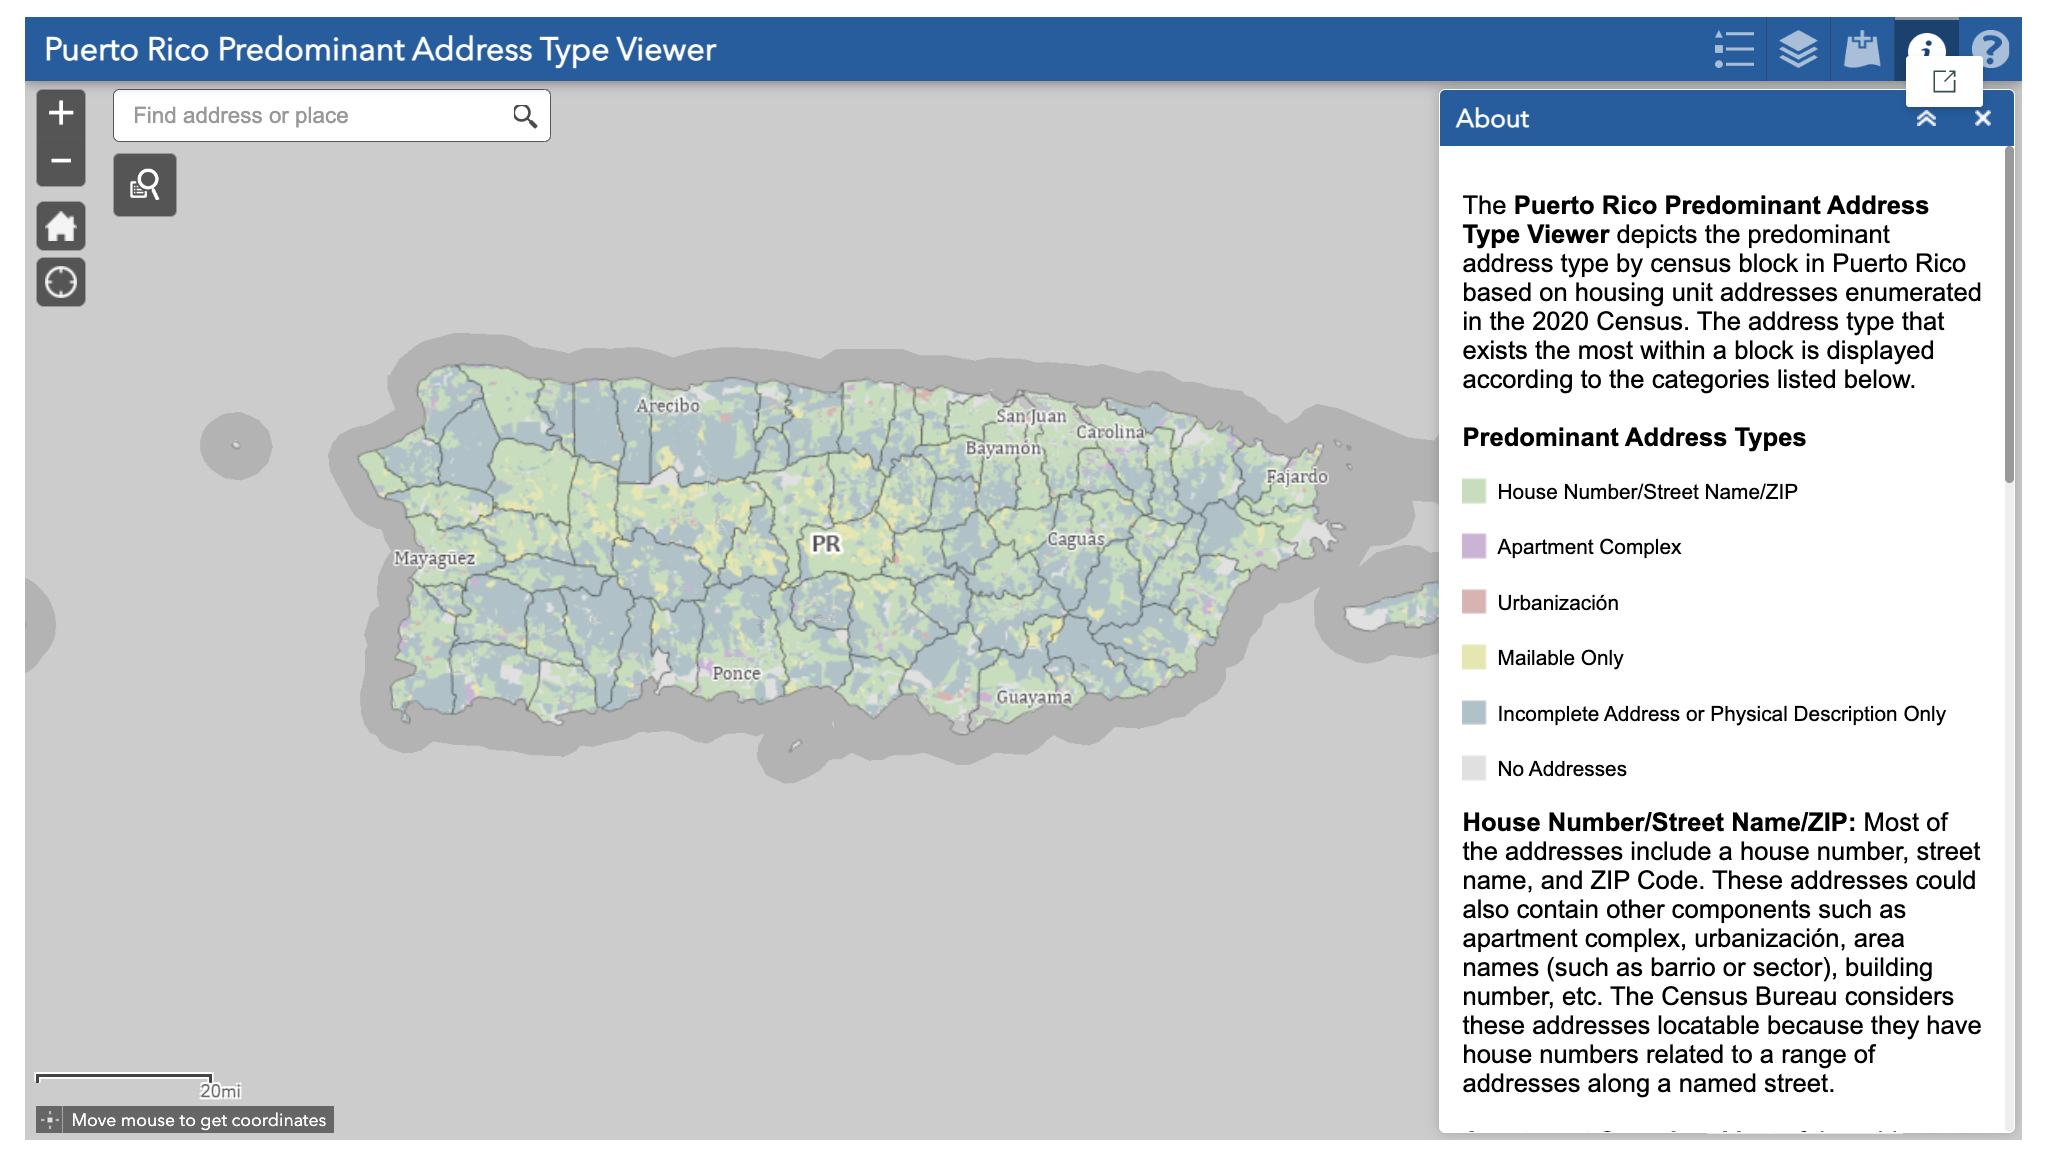 Puerto Rico Predominant Address Type Viewer
Find address or place
About
The Puerto Rico Predominant Address
Type Viewer depicts the predominant
address type by census block in Puerto Rico
based on housing unit addresses enumerated
in the 2020 Census. The address type that
exists the most within a block is displayed
according to the categories listed below.
Predominant Address Types
House Number/Street Name/ZIP
Apartment Complex
Urbanización
Mailable Only
Incomplete Address or Physical Description Only
No Addresses
House Number/Street Name/ZIP: Most of
the addresses include a house number, street
name, and ZIP Code. These addresses could
also contain other components such as
apartment complex, urbanización, area
names (such as barrio or sector), building
number, etc. The Census Bureau considers
these addresses locatable because they have
house numbers related to a range of
addresses along a named street.
Arecibo
San Juan
Carolina
Bayamón
Fajardo
PR
Caguas
Mayagüez
Ponce
Guayama
20mi
Move mouse to get coordinates